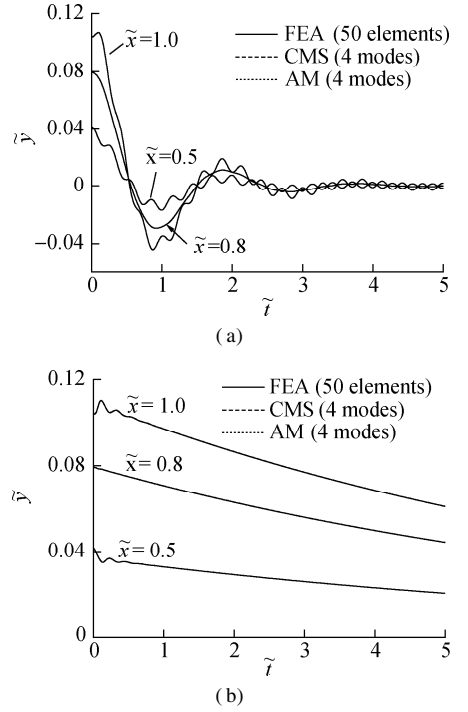 0.12
0.08
0.04
0
−0.04
ỹ
x̃=1.0
FEA (50 elements)
CMS (4 modes)
AM (4 modes)
x̃=0.5
x̃=0.8
0 1 2 3 4 5
t̃
(a)
0.12
0.08
0.04
0
ỹ
FEA (50 elements)
CMS (4 modes)
AM (4 modes)
x̃= 1.0
x̃= 0.8
x̃= 0.5
0 1 2 3 4 5
t̃
(b)